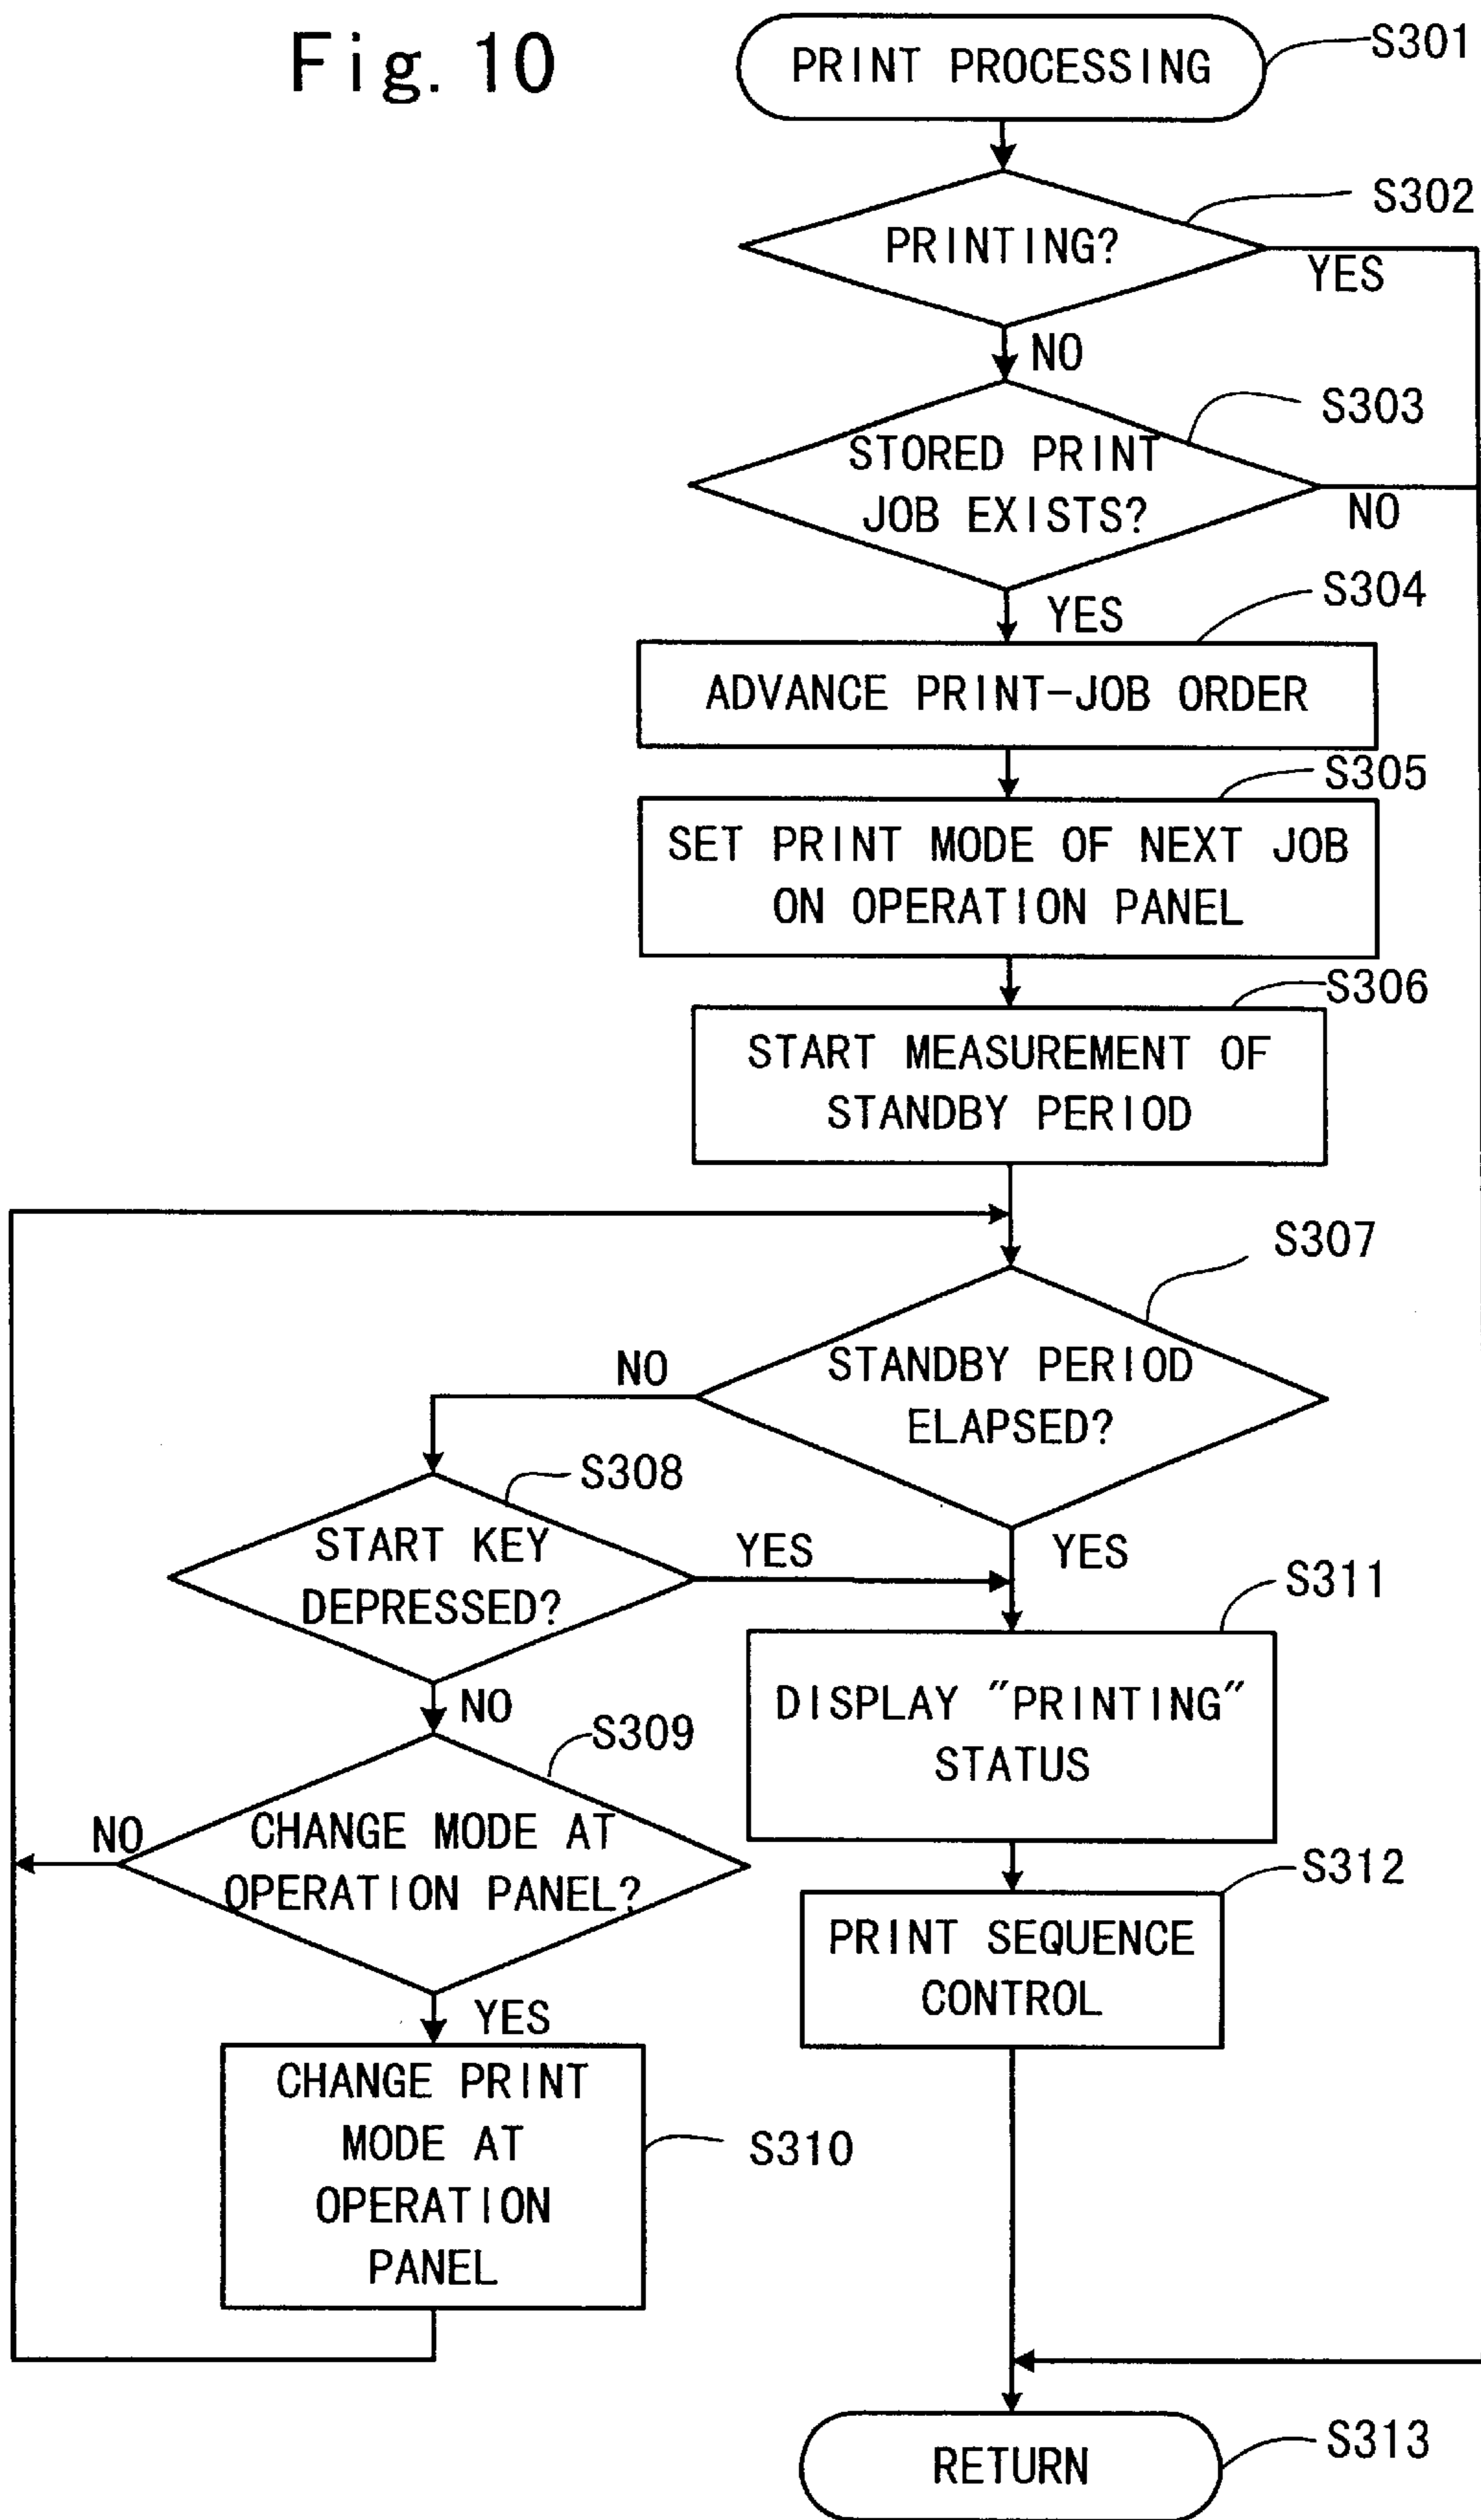 Fig. 10
PRINT PROCESSING
S301
S302
PRINTING?
YES
NO
S303
STORED PRINT
JOB EXISTS?
NO
S304
YES
ADVANCE PRINT-JOB ORDER
S305
SET PRINT MODE OF NEXT JOB
ON OPERATION PANEL
S306
START MEASUREMENT OF
STANDBY PERIOD
S307
STANDBY PERIOD
ELAPSED?
NO
S308
START KEY
DEPRESSED?
YES
YES
S311
NO
S309
DISPLAY "PRINTING"
STATUS
NO
CHANGE MODE AT
OPERATION PANEL?
S312
PRINT SEQUENCE
CONTROL
YES
CHANGE PRINT
MODE AT
OPERATION
PANEL
S310
RETURN
S313